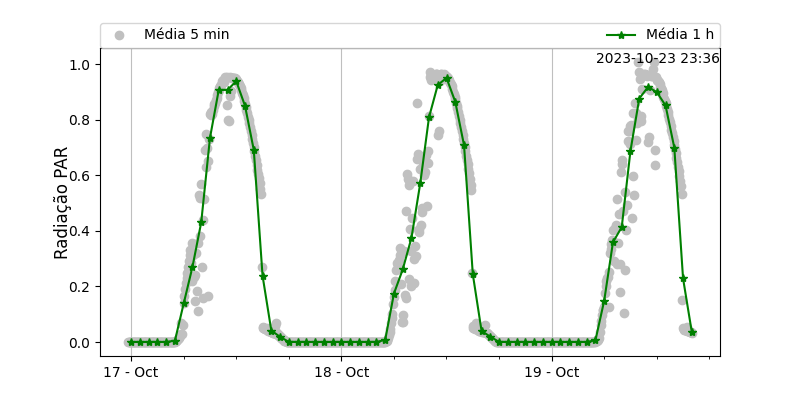 Média 5 min
Média 1 h
2023-10-23 23:36
Radiação PAR
1.0
0.8
0.6
0.4
0.2
0.0
17 - Oct
18 - Oct
19 - Oct